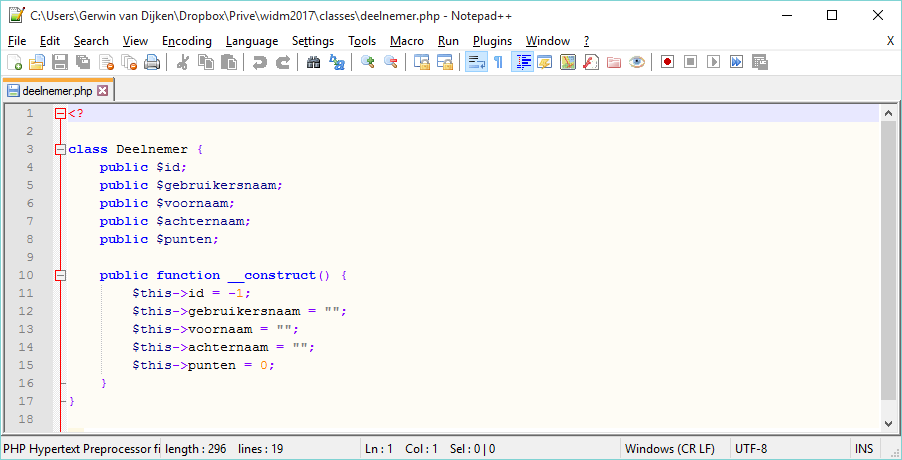 C:\Users\Gerwin van Dijken\Dropbox\Prive\widm2017\classes\deelnemer.php - Notepad++
File Edit Search View Encoding Language Settings Tools Macro Run Plugins Window ? X
deelnemer.php
1 <?
2
3 class Deelnemer {
4 public $id;
5 public $gebruikersnaam;
6 public $voornaam;
7 public $achternaam;
8 public $punten;
9
10 public function __construct() {
11 $this->id = -1;
12 $this->gebruikersnaam = "";
13 $this->voornaam = "";
14 $this->achternaam = "";
15 $this->punten = 0;
16 }
17 }
18
PHP Hypertext Preprocessor fi length : 296 lines : 19 Ln : 1 Col : 1 Sel : 0 | 0 Windows (CR LF) UTF-8 INS